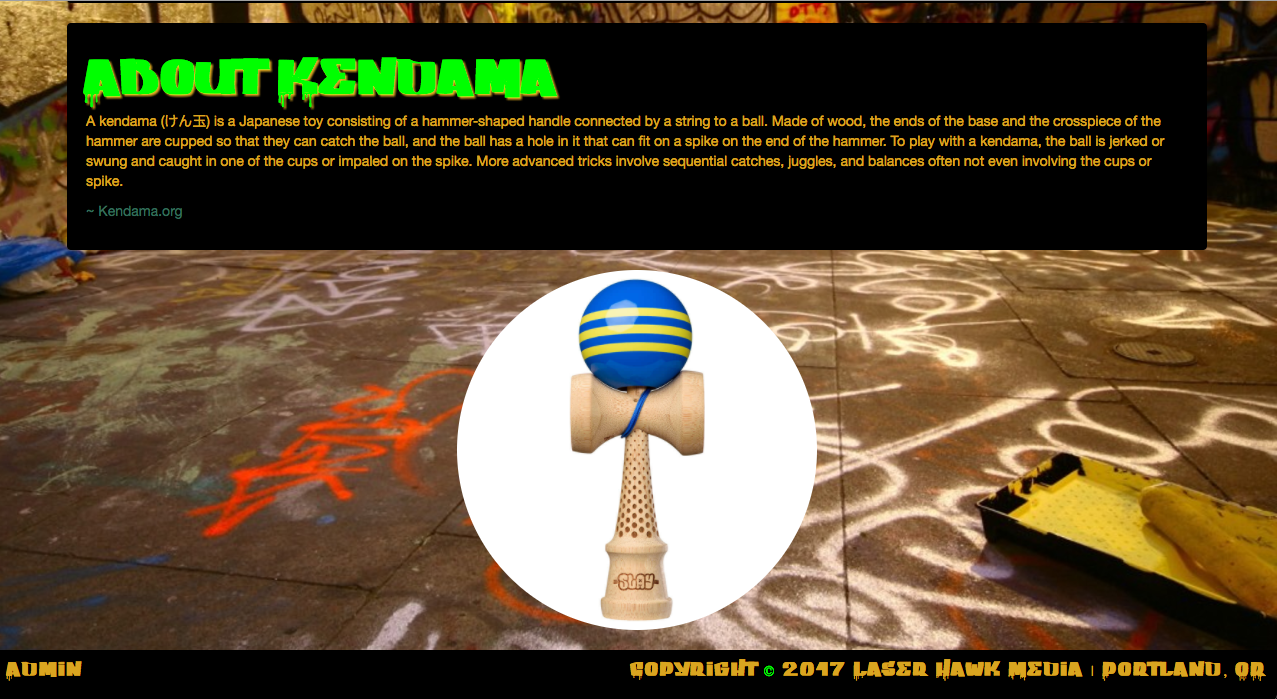 ABOUT KENDAMA
A kendama (けん玉) is a Japanese toy consisting of a hammer-shaped handle connected by a string to a ball. Made of wood, the ends of the base and the crosspiece of the
hammer are cupped so that they can catch the ball, and the ball has a hole in it that can fit on a spike on the end of the hammer. To play with a kendama, the ball is jerked or
swung and caught in one of the cups or impaled on the spike. More advanced tricks involve sequential catches, juggles, and balances often not even involving the cups or
spike.
~ Kendama.org
SLAY
ADMIN
COPYRIGHT © 2017 LASER HAWK MEDIA | PORTLAND, OR